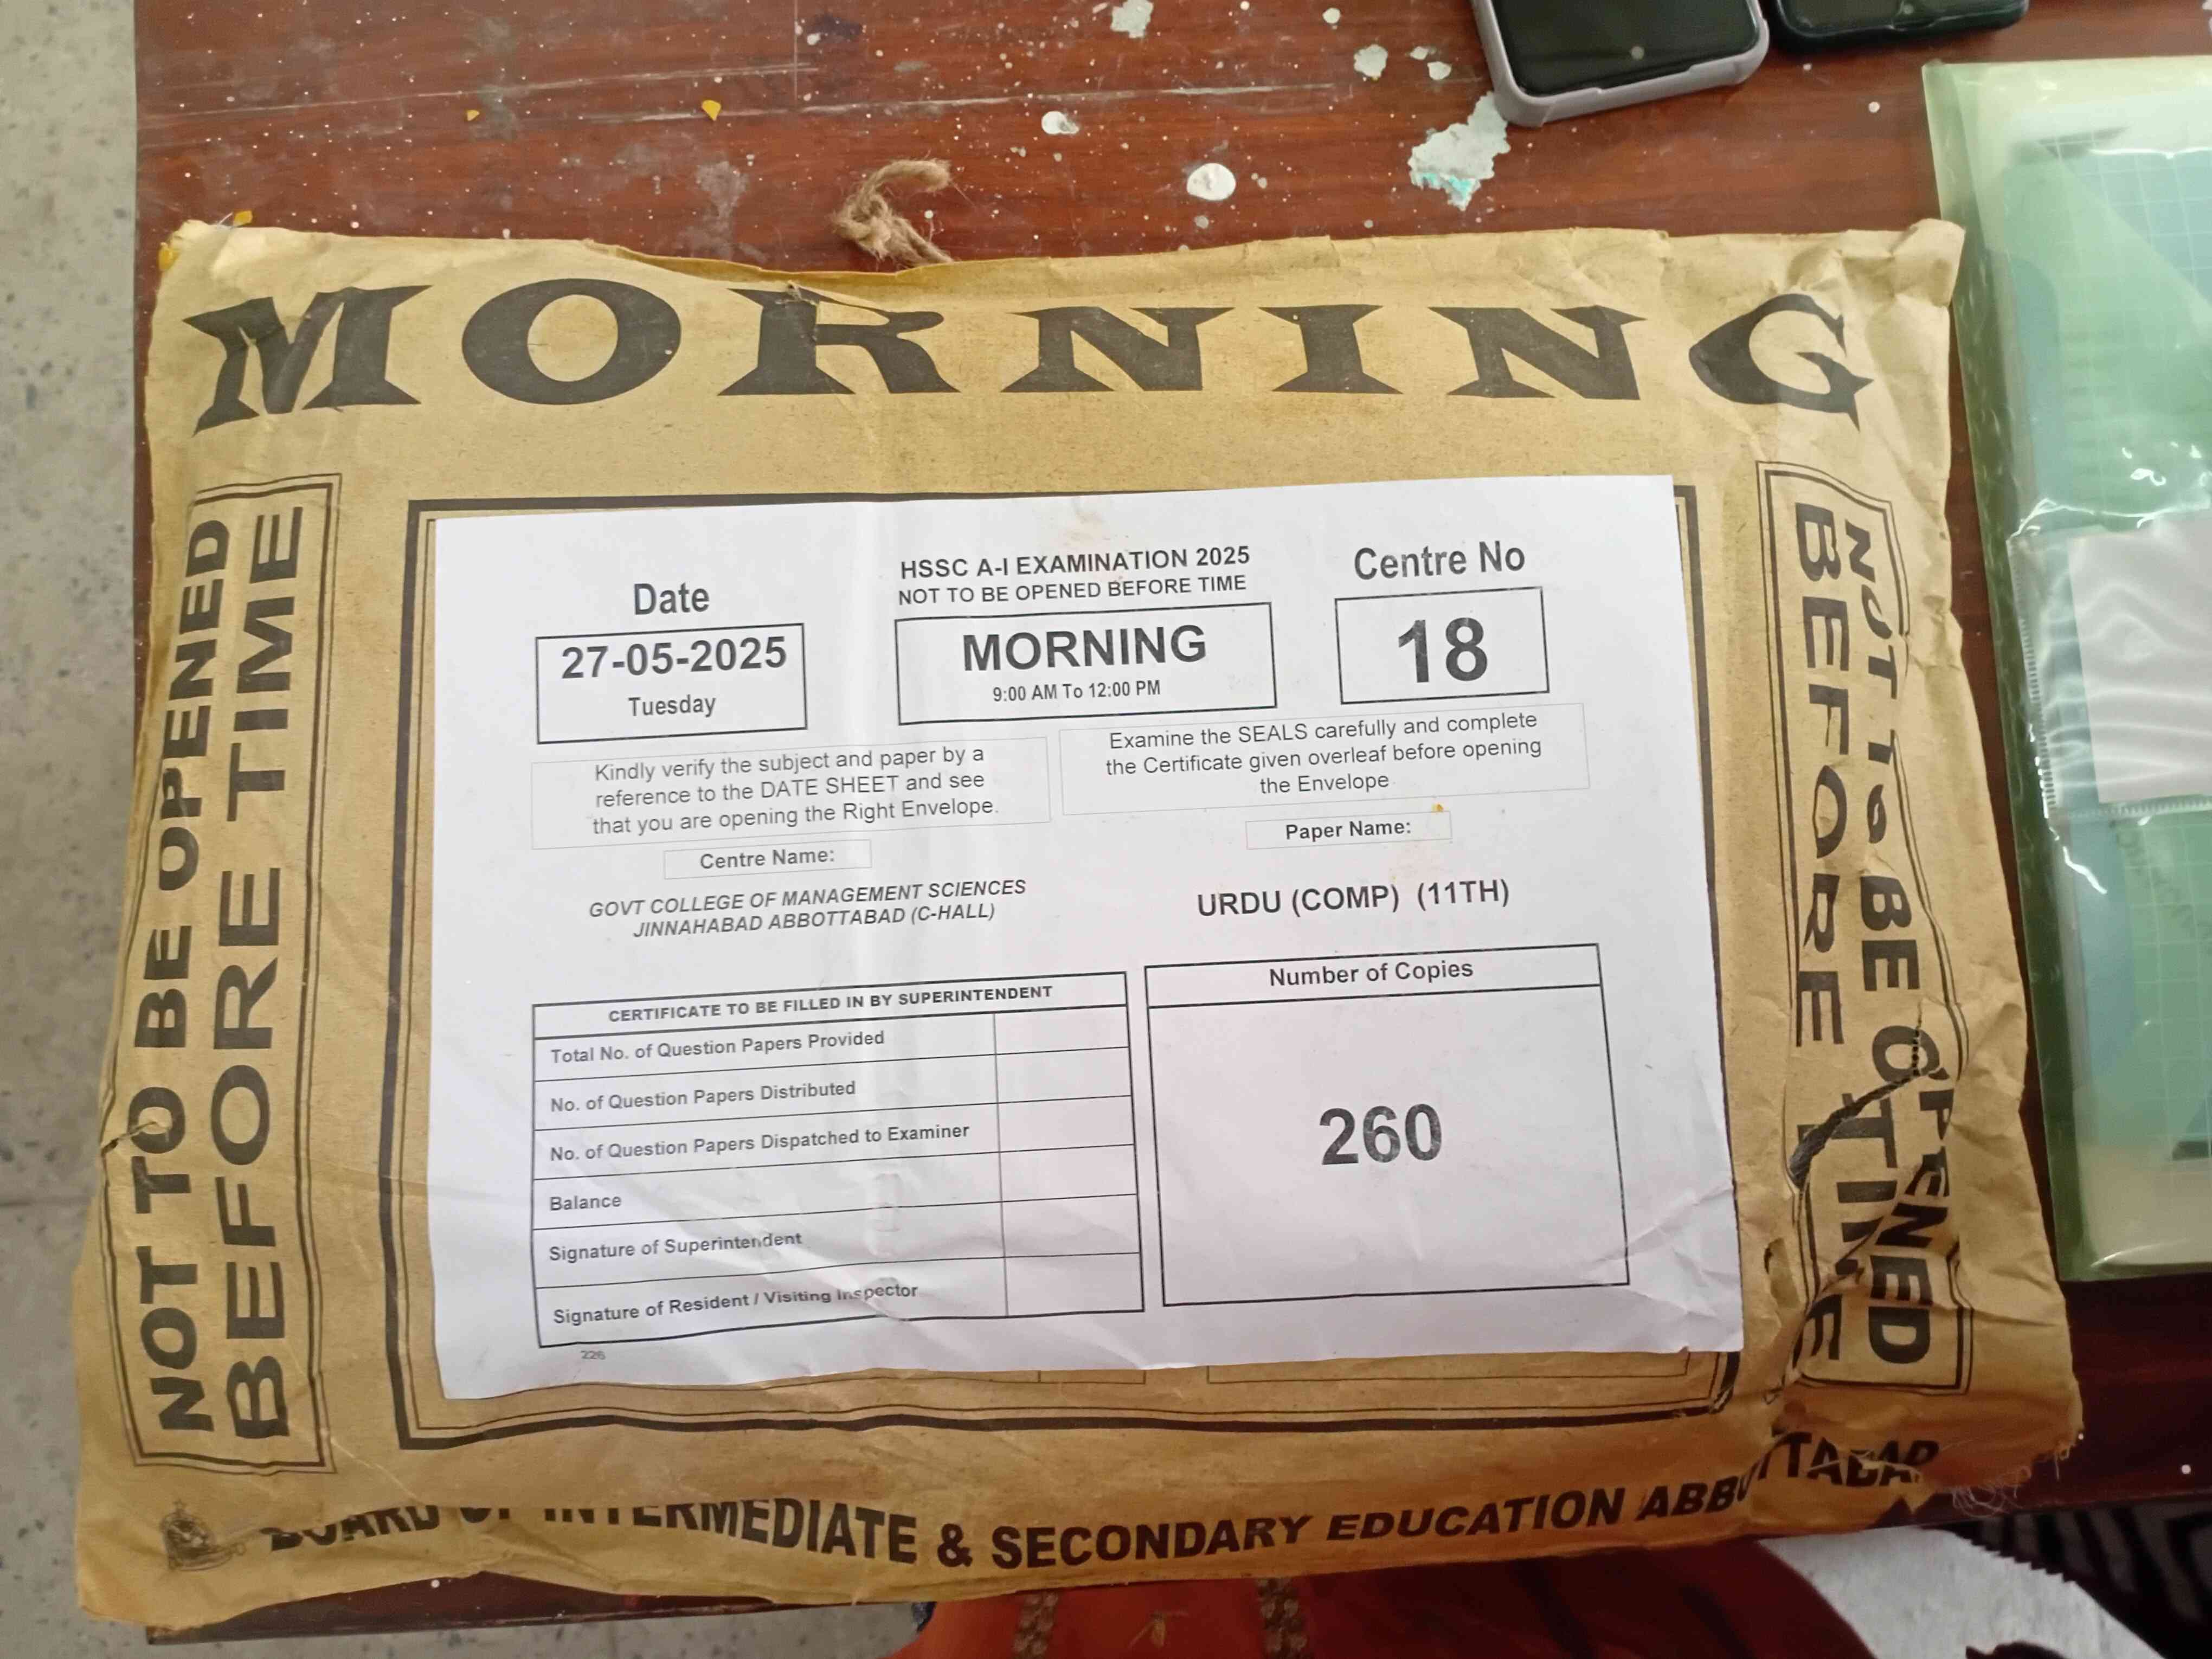 MORNING
NOT TO BE OPENED
BEFORE TIME
HSSC A-I EXAMINATION 2025
NOT TO BE OPENED BEFORE TIME
Date
27-05-2025
Tuesday
MORNING
9:00 AM To 12:00 PM
Centre No
18
Kindly verify the subject and paper by a
reference to the DATE SHEET and see
that you are opening the Right Envelope.
Examine the SEALS carefully and complete
the Certificate given overleaf before opening
the Envelope
Centre Name:
GOVT COLLEGE OF MANAGEMENT SCIENCES
JINNAHABAD ABBOTTABAD (C-HALL)
Paper Name:
URDU (COMP) (11TH)
CERTIFICATE TO BE FILLED IN BY SUPERINTENDENT
Total No. of Question Papers Provided
No. of Question Papers Distributed
No. of Question Papers Dispatched to Examiner
Balance
Signature of Superintendent
Signature of Resident / Visiting Inspector
226
Number of Copies
260
NOT TO BE OPENED
BEFORE TIME
BOARD OF INTERMEDIATE & SECONDARY EDUCATION ABBOTTABAD